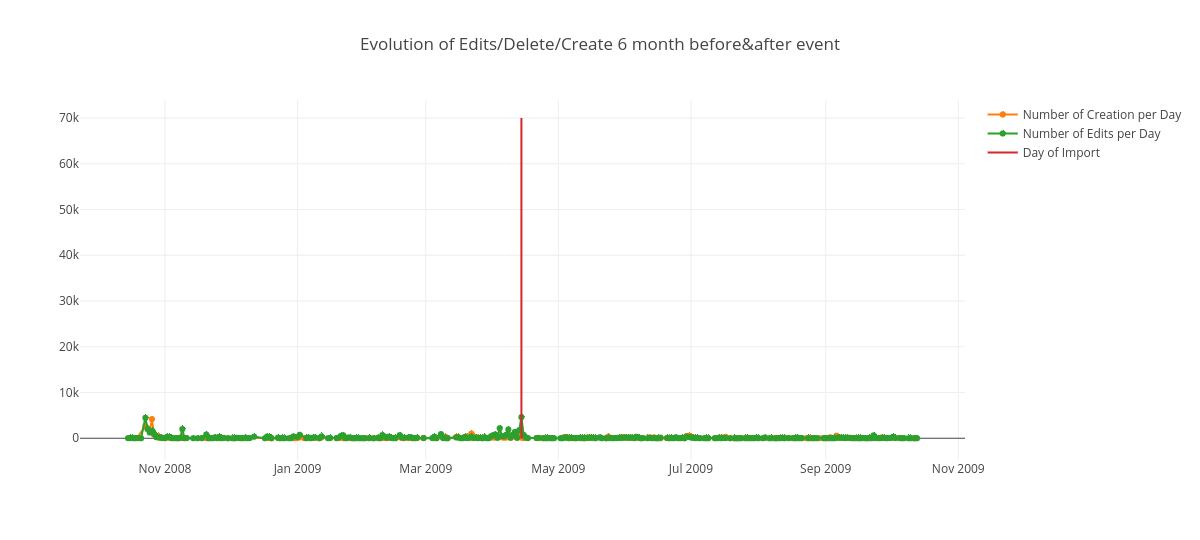 Evolution of Edits/Delete/Create 6 month before&after event
Number of Creation per Day
Number of Edits per Day
Day of Import
70k
60k
50k
40k
30k
20k
10k
0
Nov 2008
Jan 2009
Mar 2009
May 2009
Jul 2009
Sep 2009
Nov 2009